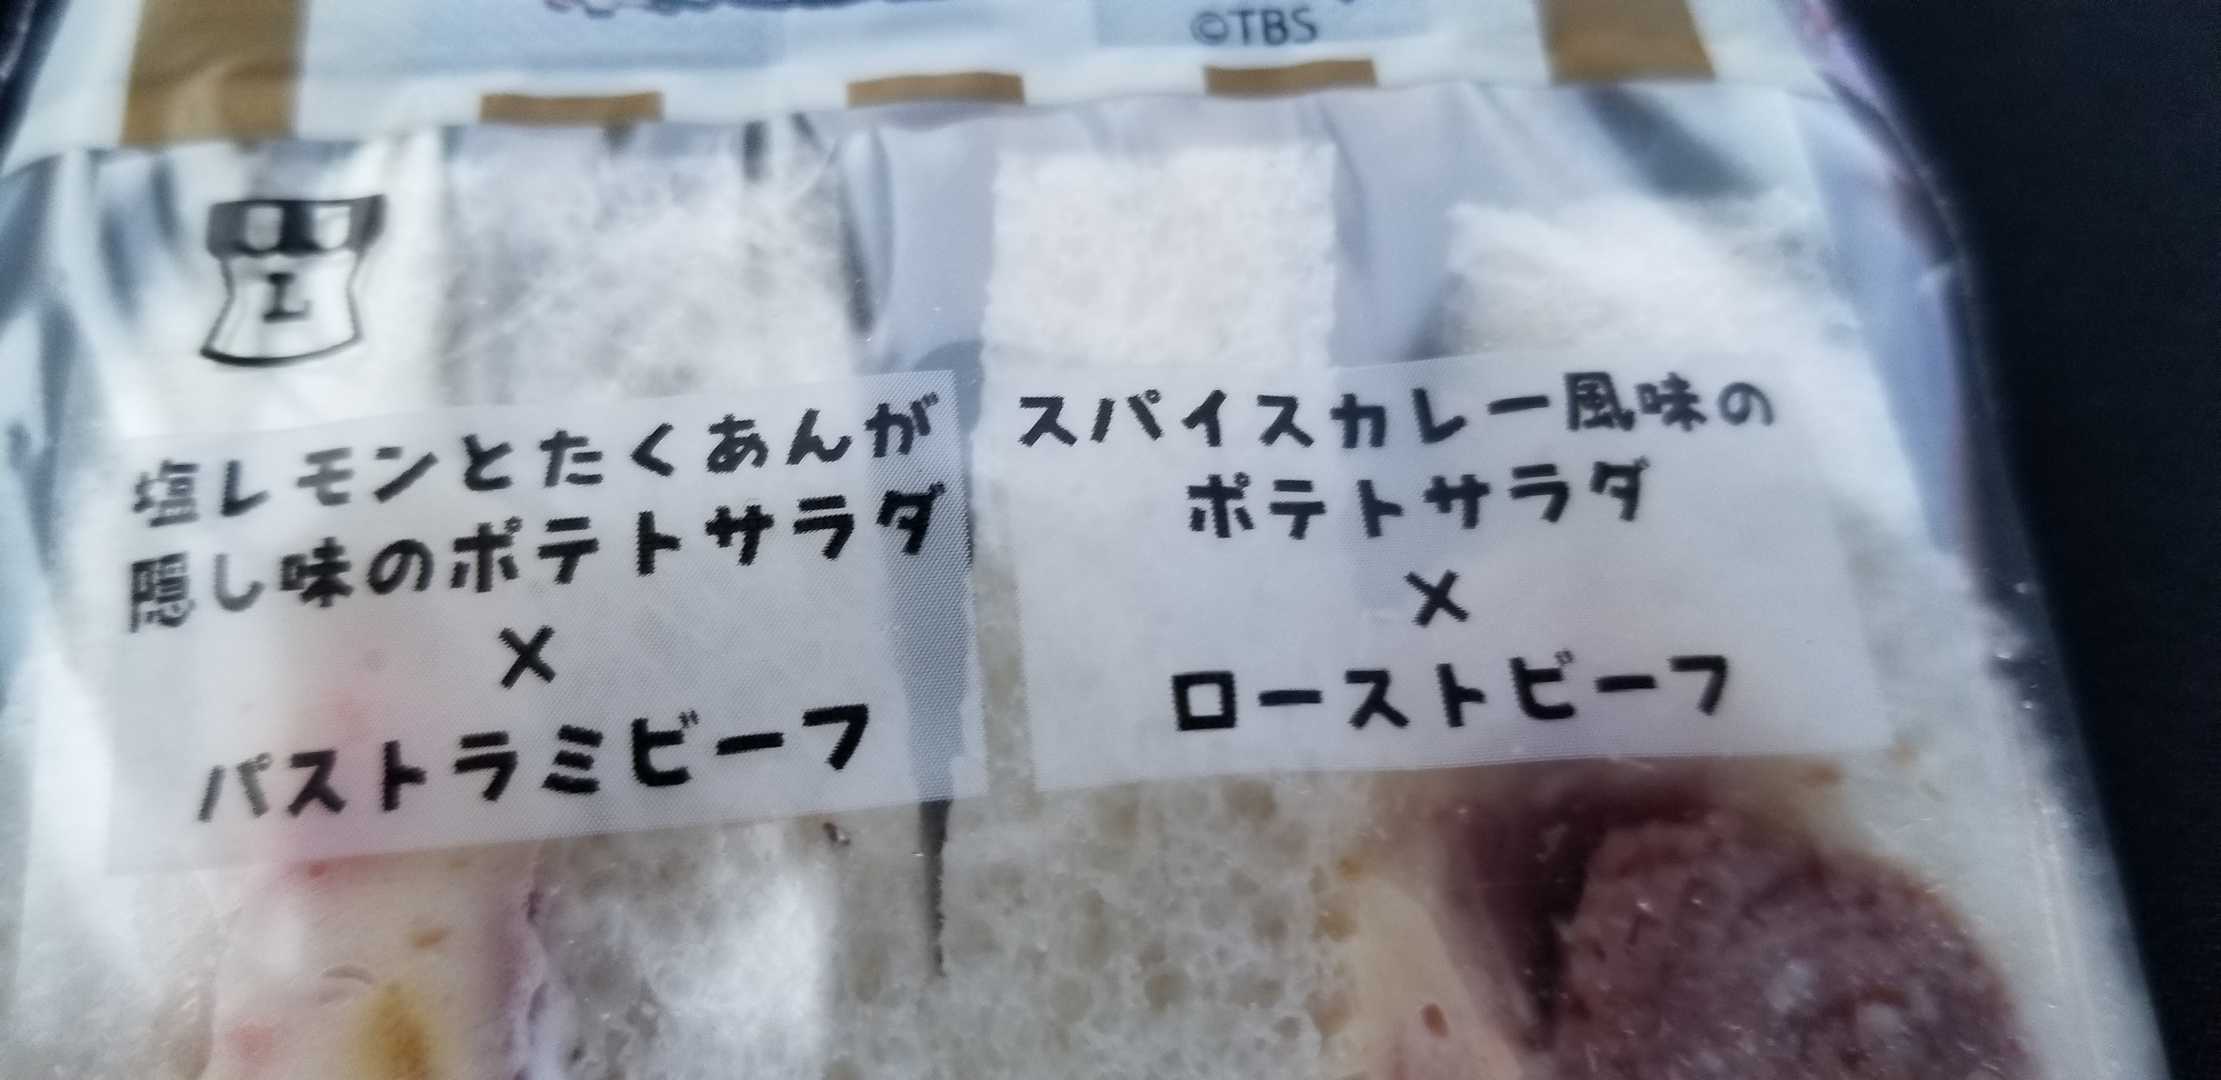 ©TBS
L
塩レモンとたくあんが
隠し味のポテトサラダ
×
パストラミビーフ
スパイスカレー風味の
ポテトサラダ
×
ローストビーフ